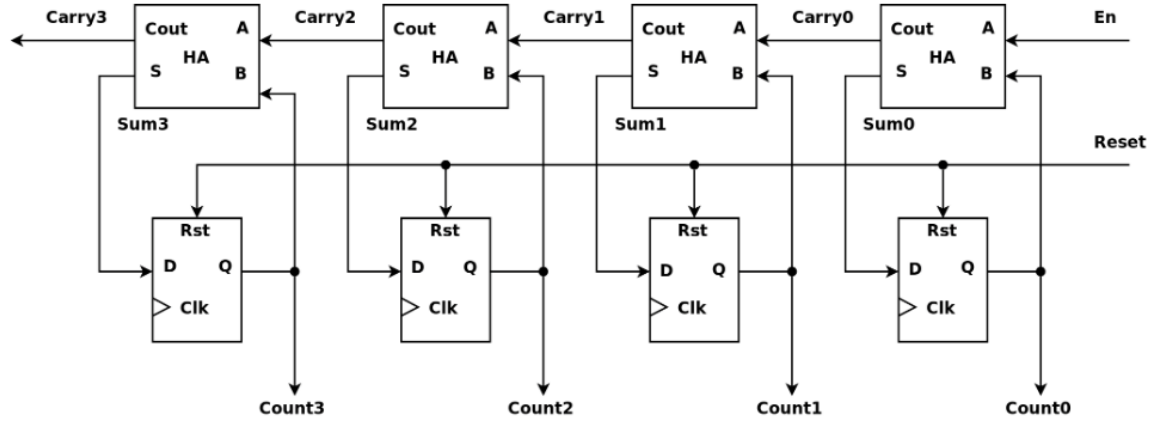 Carry3 Carry2 Carry1 Carry0 En
Cout A Cout A Cout A Cout A
HA HA HA HA
S B S B S B S B
Sum3 Sum2 Sum1 Sum0
Reset
Rst Rst Rst Rst
D Q D Q D Q D Q
Clk Clk Clk Clk
Count3 Count2 Count1 Count0